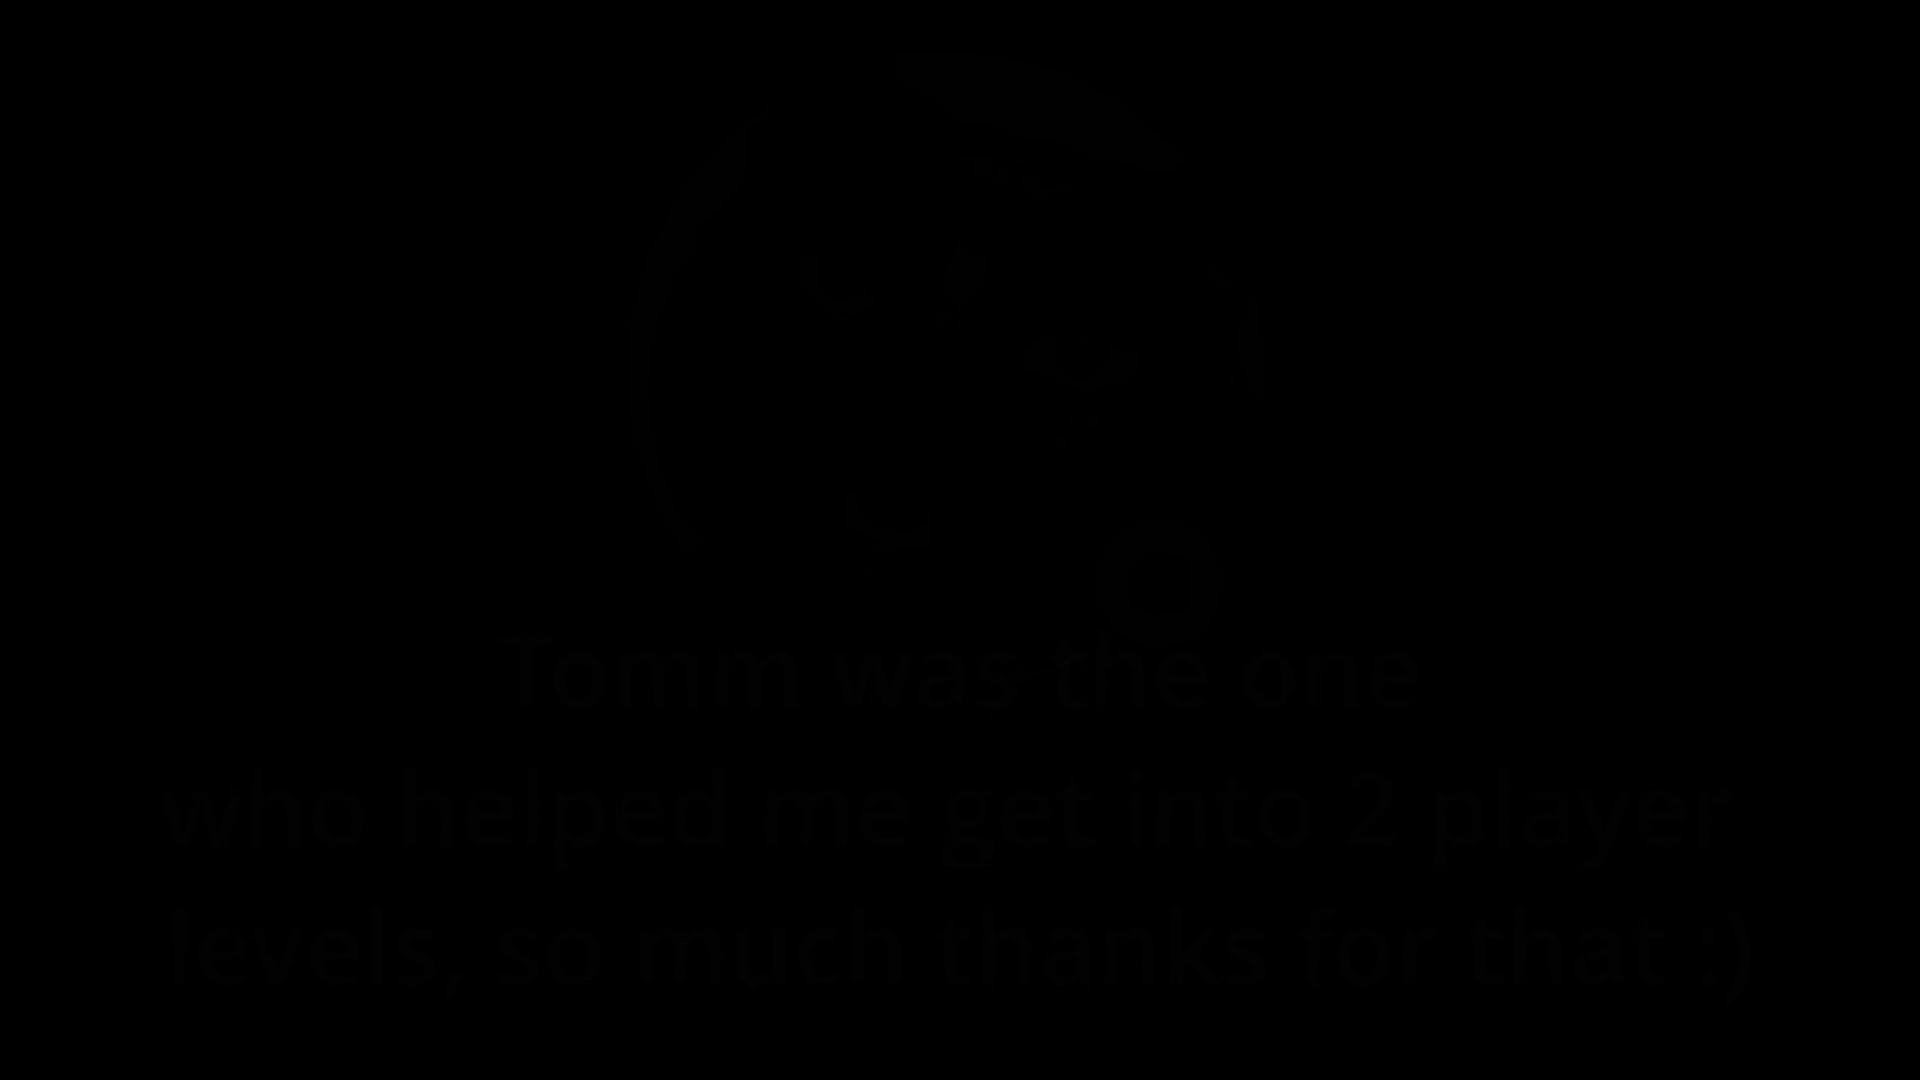 Tomm was the one
who helped me get into 2 player
levels, so much thanks for that :)